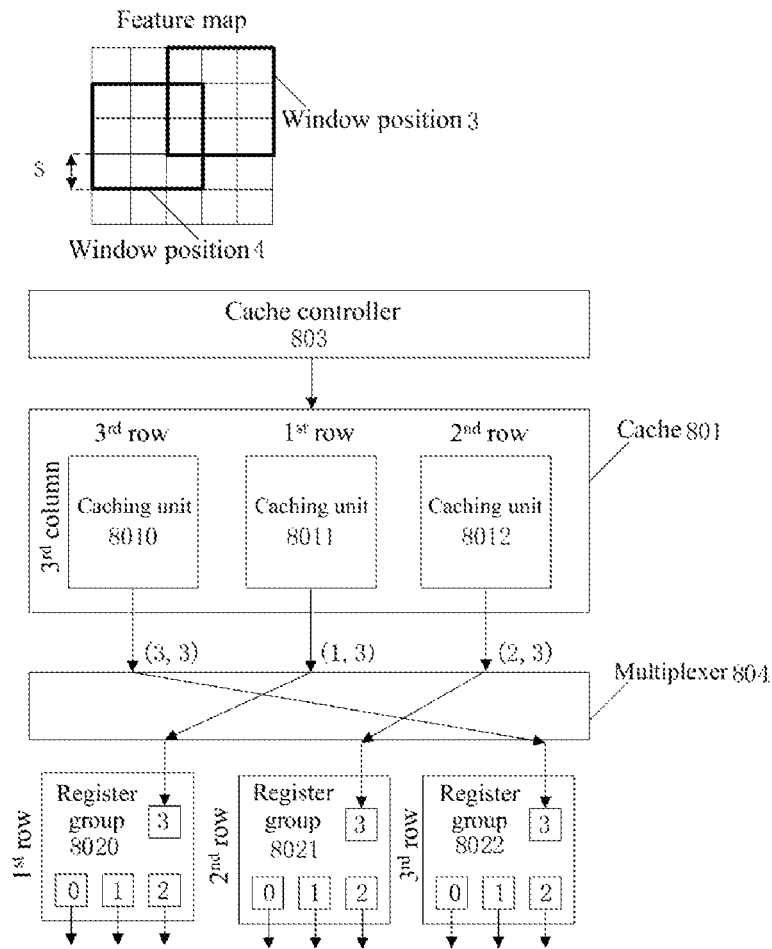 Feature map
Window position 3
S
Window position 4
Cache controller
803
3rd row
1st row
2nd row
Cache 801
3rd column
Caching unit
8010
Caching unit
8011
Caching unit
8012
(3, 3)
(1, 3)
(2, 3)
Multiplexer 804
1st row
Register
group
8020
3
0
1
2
2nd row
Register
group
8021
3
0
1
2
3rd row
Register
group
8022
3
0
1
2